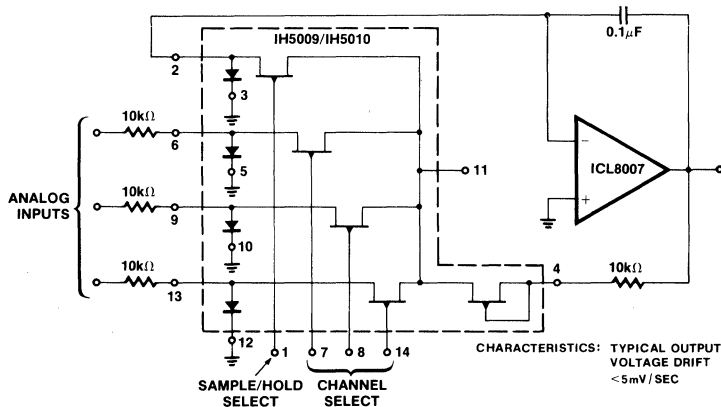 IH5009/IH5010
0.1µF
2
3
10kΩ
6
5
ANALOG
INPUTS
10kΩ
9
10
10kΩ
13
12
11
−
+
ICL8007
4
10kΩ
1
7
8
14
SAMPLE/HOLD
SELECT
CHANNEL
SELECT
CHARACTERISTICS: TYPICAL OUTPUT
VOLTAGE DRIFT
<5mV/SEC